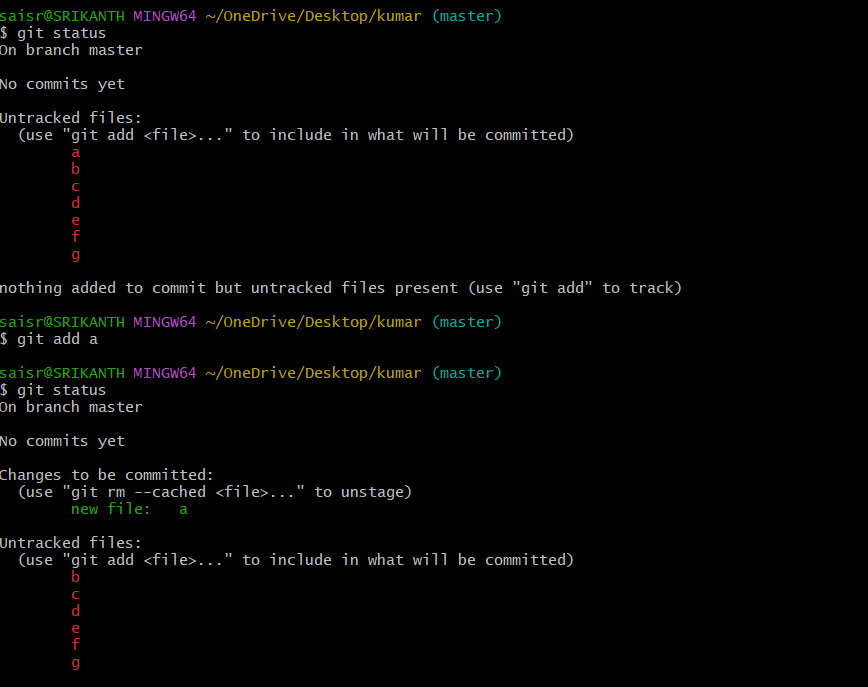 saisr@SRIKANTH MINGW64 ~/OneDrive/Desktop/kumar (master)
$ git status
On branch master
No commits yet
Untracked files:
(use "git add <file>..." to include in what will be committed)
a
b
c
d
e
f
g
nothing added to commit but untracked files present (use "git add" to track)
saisr@SRIKANTH MINGW64 ~/OneDrive/Desktop/kumar (master)
$ git add a
saisr@SRIKANTH MINGW64 ~/OneDrive/Desktop/kumar (master)
$ git status
On branch master
No commits yet
Changes to be committed:
(use "git rm --cached <file>..." to unstage)
new file:   a
Untracked files:
(use "git add <file>..." to include in what will be committed)
b
c
d
e
f
g